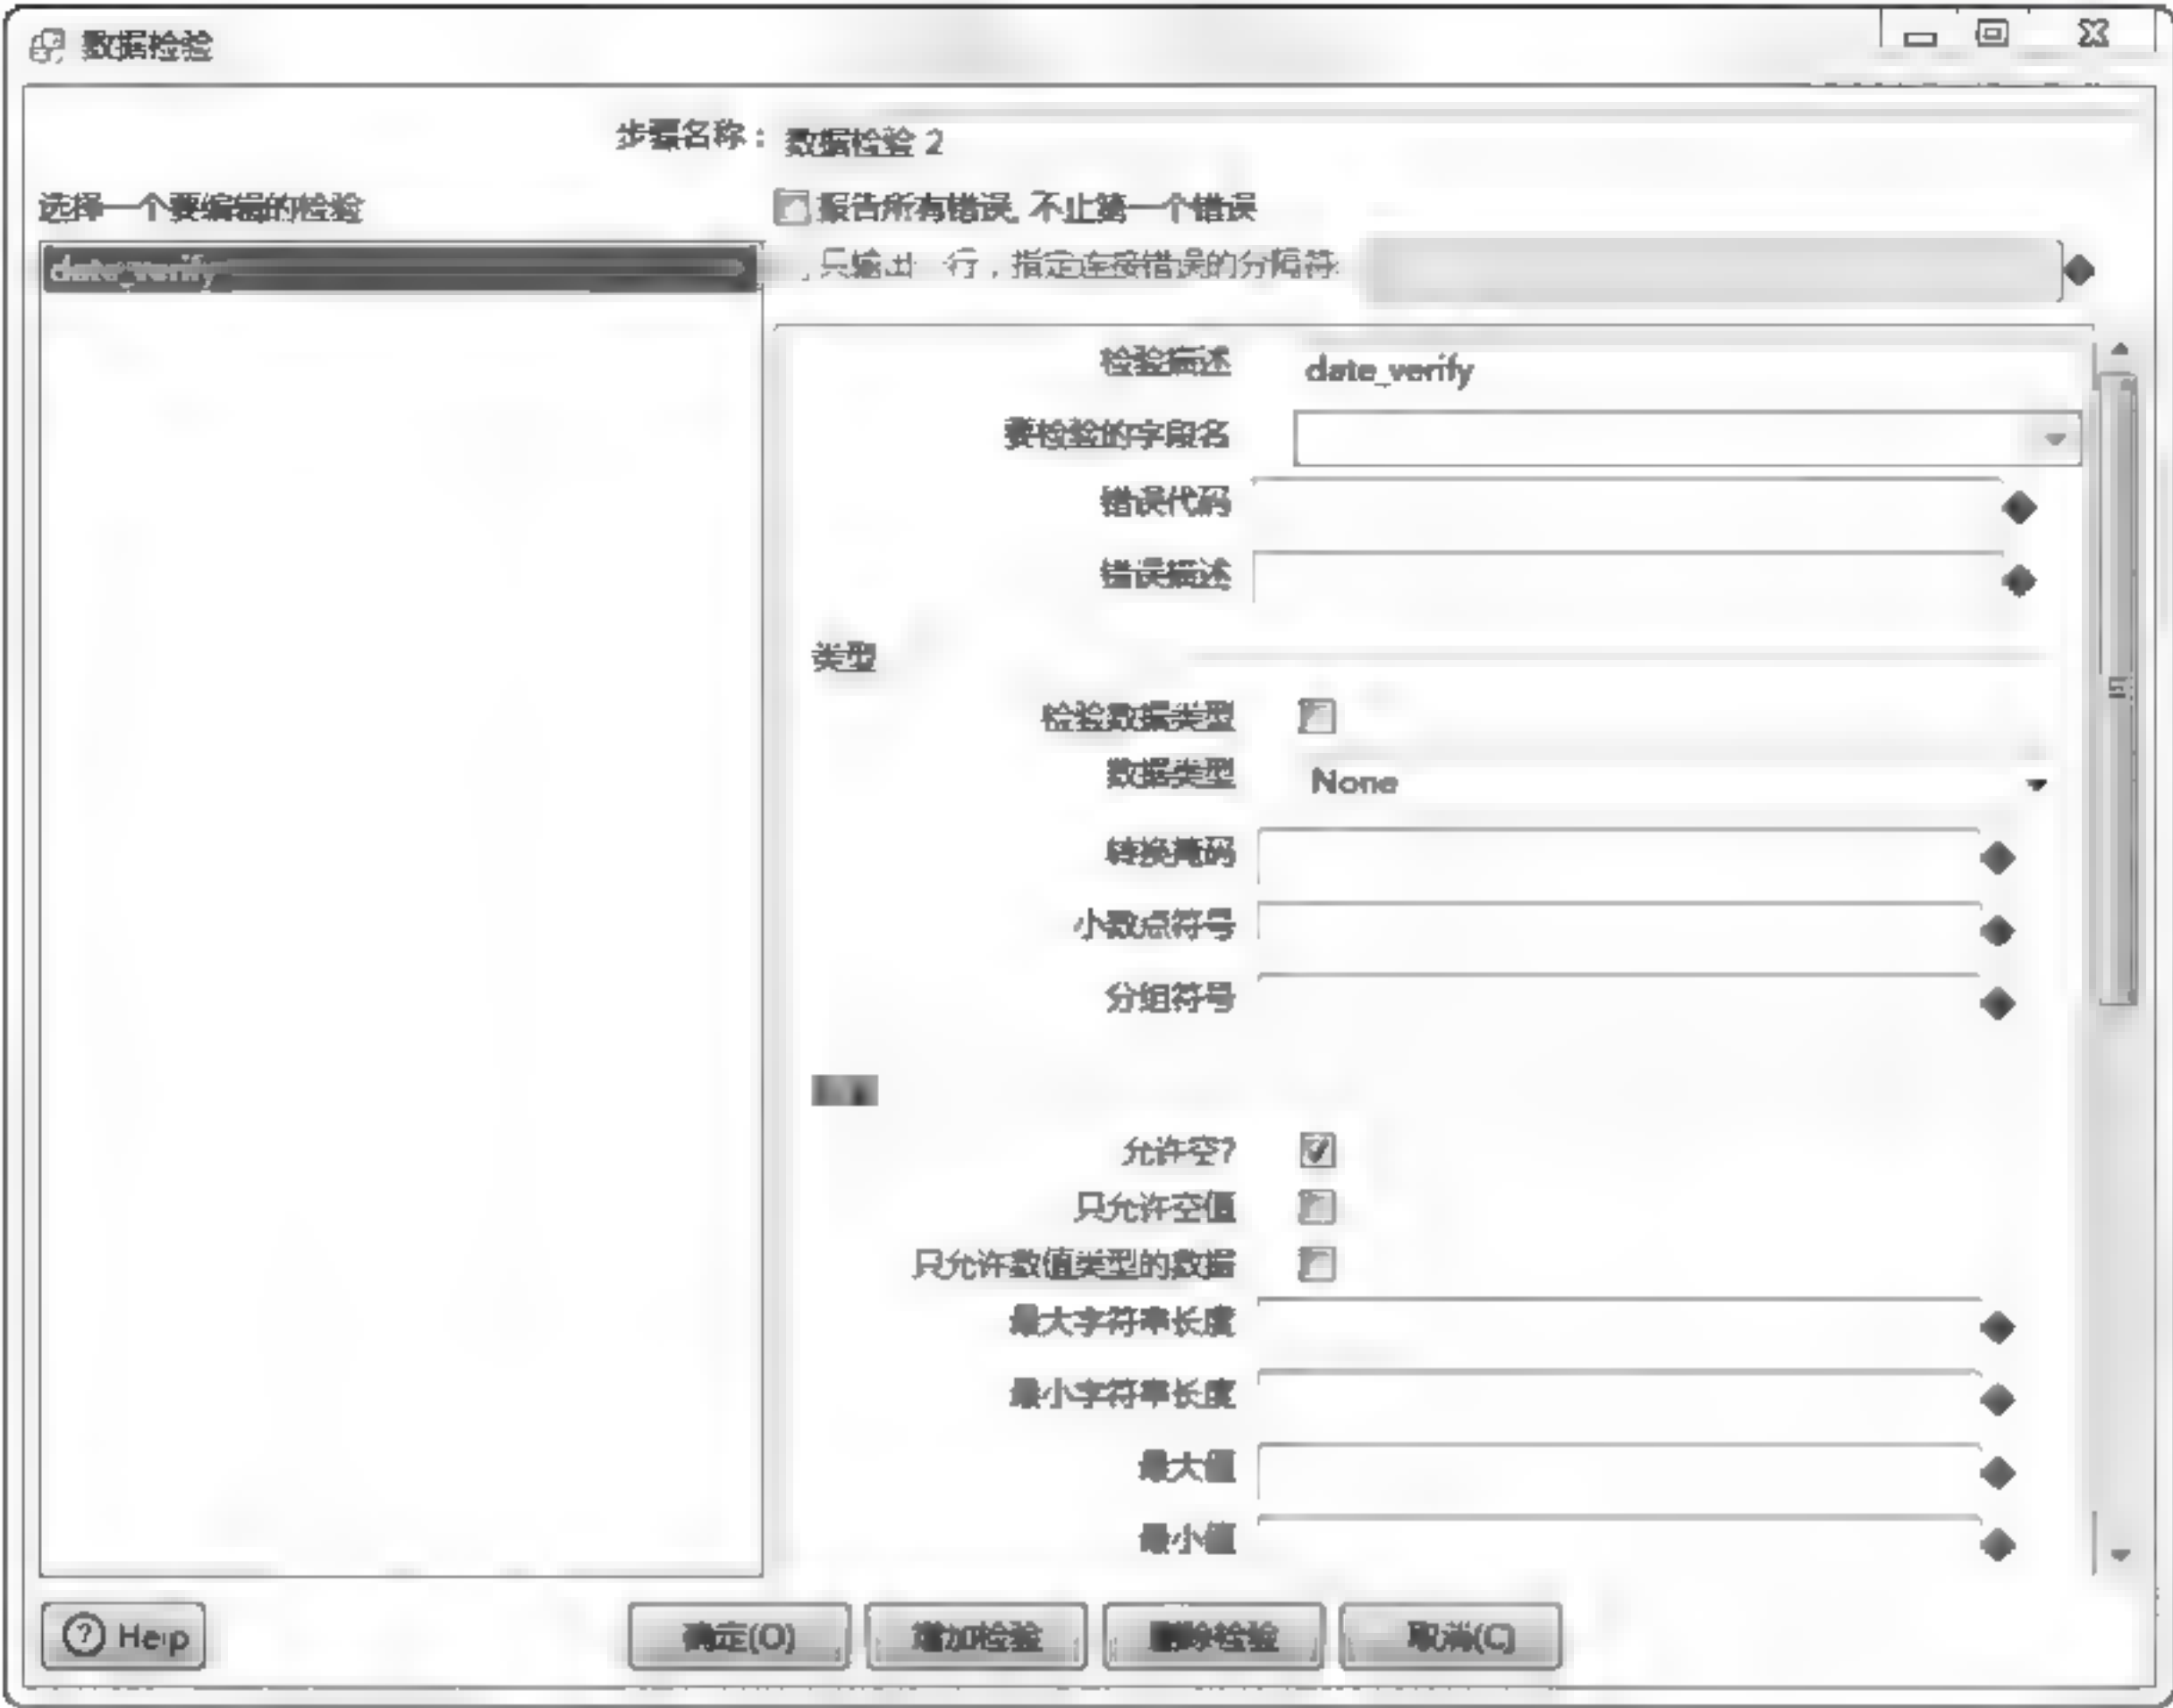 数据检验
步骤名称：
数据检验 2
选择一个要编辑的检验
报告所有错误, 不止第一个错误
date_verify
只输出一行，指定连接错误的分隔符
检验描述
date_verify
要检验的字段名
错误代码
错误描述
类型
检验数据类型
数据类型
None
转换掩码
小数点符号
分组符号
允许空?
只允许空值
只允许数值类型的数据
最大字符串长度
最小字符串长度
最大值
最小值
Help
确定(O)
增加检验
删除检验
取消(C)